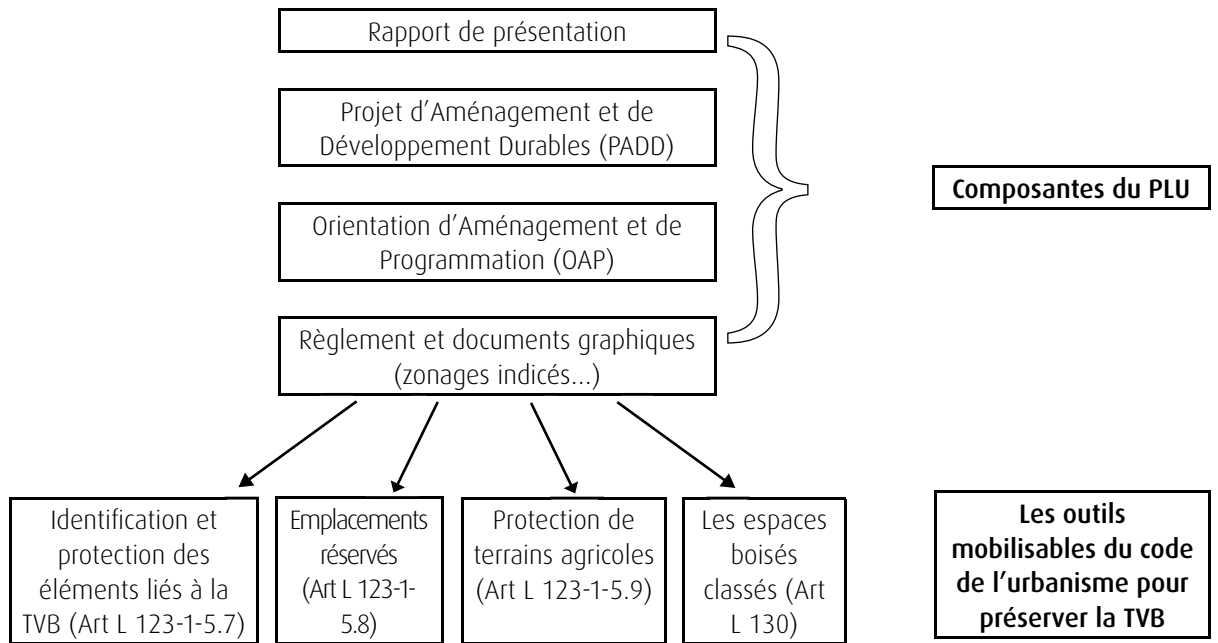 Rapport de présentation
Projet d’Aménagement et de
Développement Durables (PADD)
Composantes du PLU
Orientation d’Aménagement et de
Programmation (OAP)
Règlement et documents graphiques
(zonages indicés...)
Identification et
protection des
éléments liés à la
TVB (Art L 123-1-5.7)
Emplacements
réservés
(Art L 123-1-
5.8)
Protection de
terrains agricoles
(Art L 123-1-5.9)
Les espaces
boisés
classés (Art
L 130)
Les outils
mobilisables du code
de l’urbanisme pour
préserver la TVB